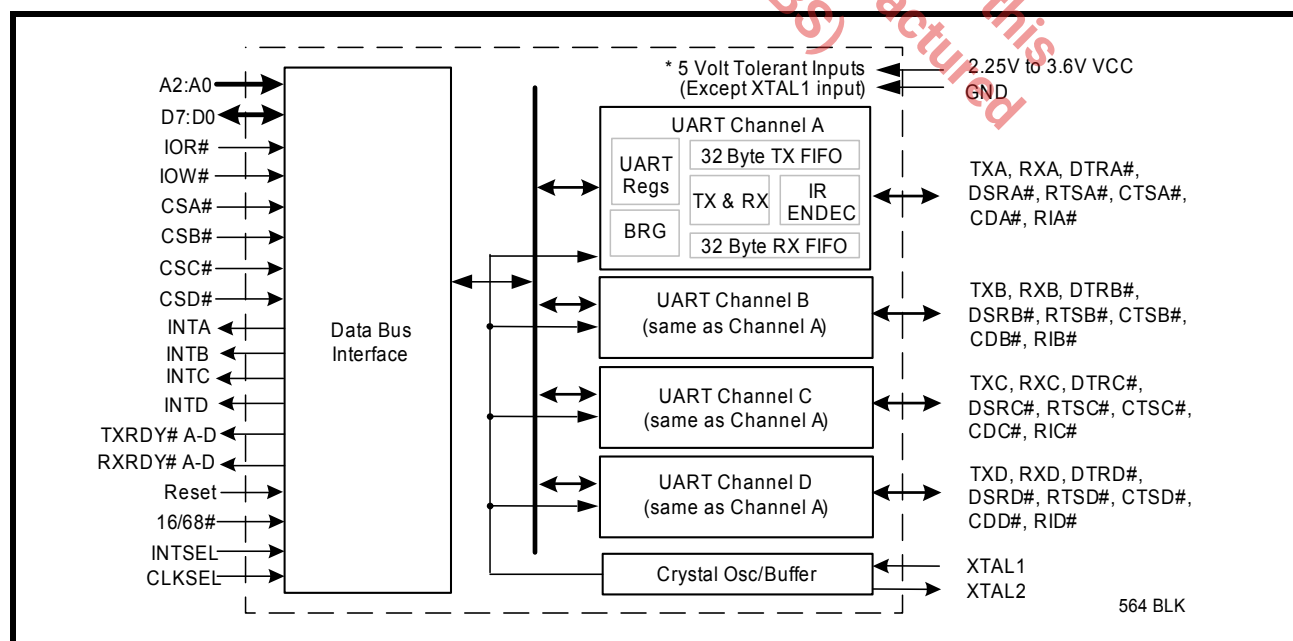 this
actured
BS)
A2:A0
D7:D0
IOR#
IOW#
CSA#
CSB#
CSC#
CSD#
INTA
INTB
INTC
INTD
TXRDY# A-D
RXRDY# A-D
Reset
16/68#
INTSEL
CLKSEL
Data Bus
Interface
* 5 Volt Tolerant Inputs
(Except XTAL1 input)
2.25V to 3.6V VCC
GND
UART Channel A
UART
Regs
BRG
32 Byte TX FIFO
TX & RX
IR
ENDEC
32 Byte RX FIFO
TXA, RXA, DTRA#,
DSRA#, RTSA#, CTSA#,
CDA#, RIA#
UART Channel B
(same as Channel A)
TXB, RXB, DTRB#,
DSRB#, RTSB#, CTSB#,
CDB#, RIB#
UART Channel C
(same as Channel A)
TXC, RXC, DTRC#,
DSRC#, RTSC#, CTSC#,
CDC#, RIC#
UART Channel D
(same as Channel A)
TXD, RXD, DTRD#,
DSRD#, RTSD#, CTSD#,
CDD#, RID#
Crystal Osc/Buffer
XTAL1
XTAL2
564 BLK